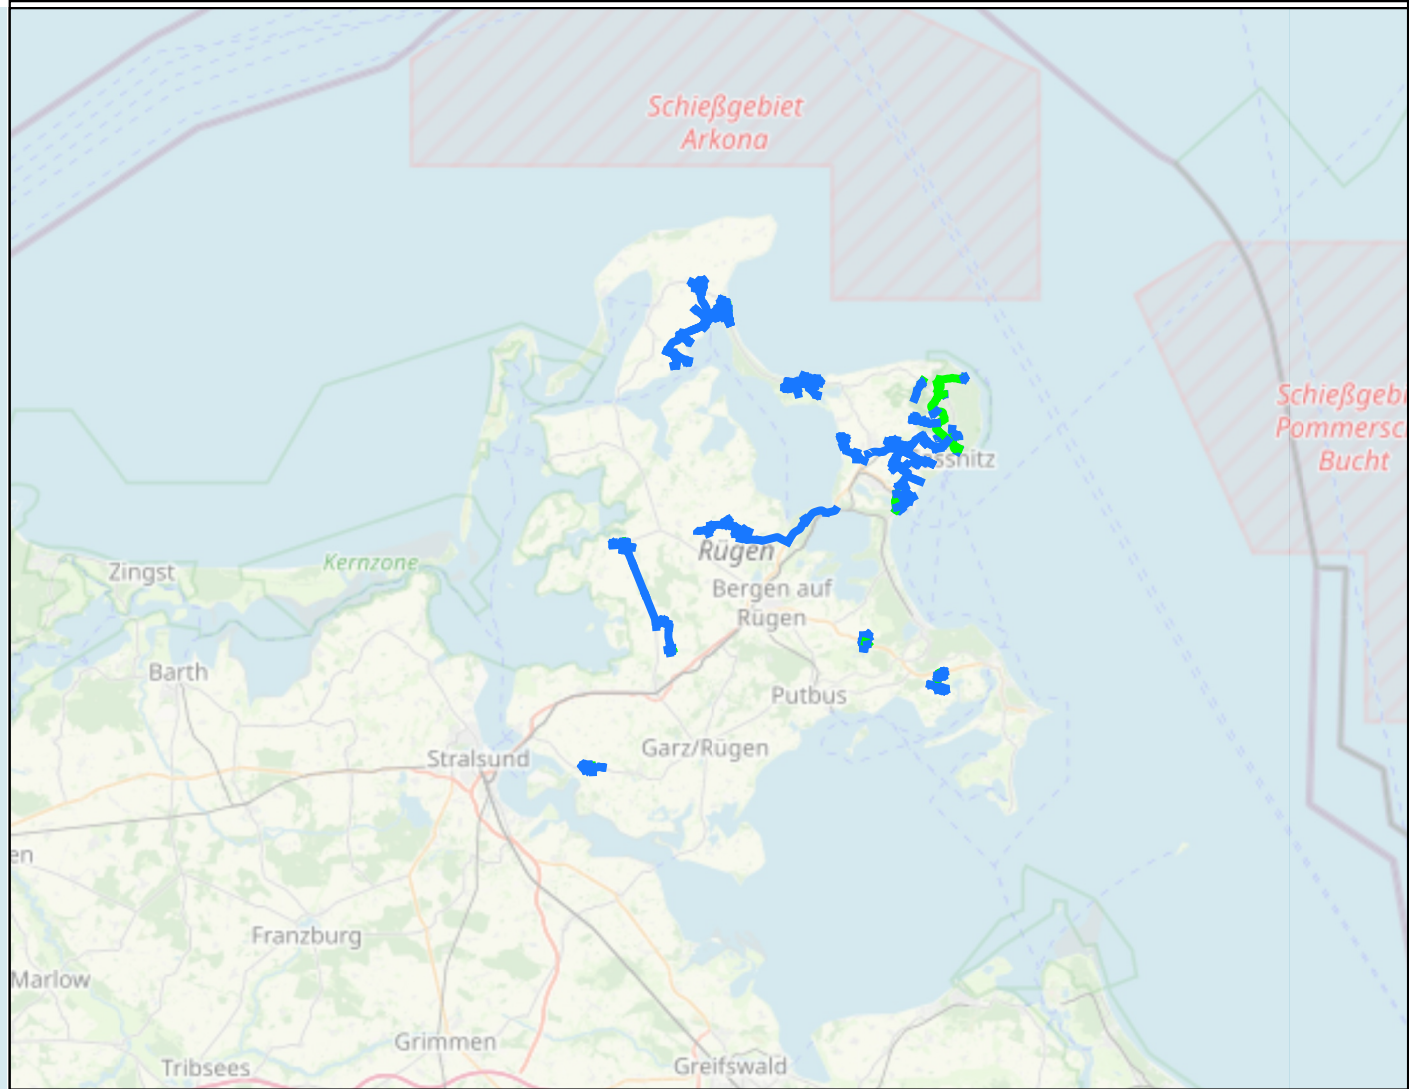 Schießgebiet
Arkona
Schießgebi
Pommersc
Bucht
ssnitz
Rügen
Kernzone
Zingst
Bergen auf
Rügen
Barth
Putbus
Garz/Rügen
Stralsund
en
Franzburg
Marlow
Grimmen
Greifswald
Tribsees